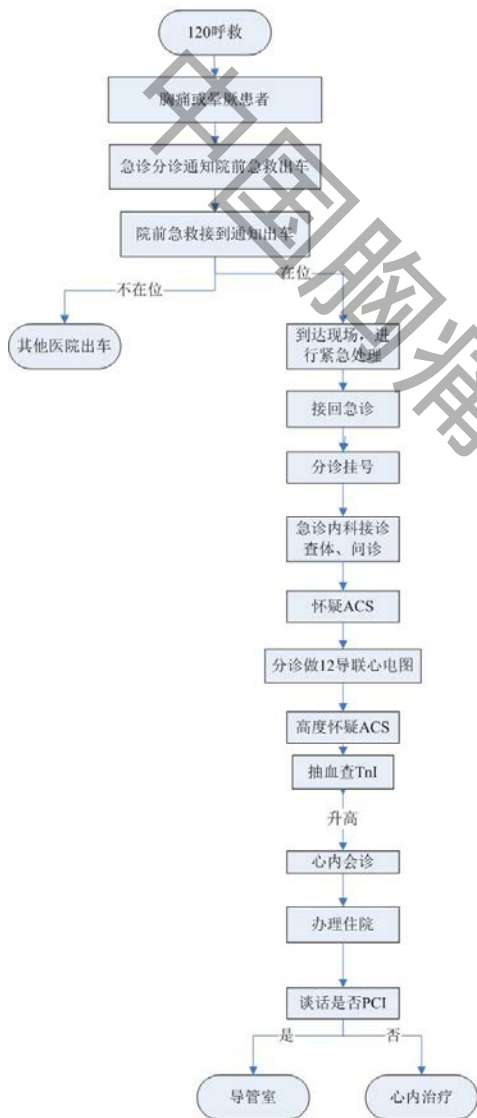 120呼救
胸痛或晕厥患者
急诊分诊通知院前急救出车
院前急救接到通知出车
不在位
在位
其他医院出车
到达现场，进
行紧急处理
接回急诊
分诊挂号
急诊内科接诊
查体、问诊
怀疑ACS
分诊做12导联心电图
高度怀疑ACS
抽血查TnI
升高
心内会诊
办理住院
谈话是否PCI
是
否
导管室
心内治疗
中国胸痛